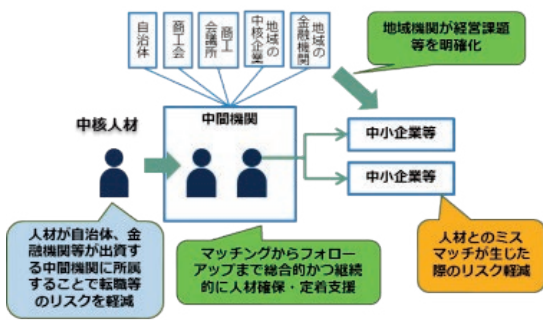 自治体
商工会
商工
会議所
地域の
中核企業
地域の
金融機関
地域機関が経営課題
等を明確化
中核人材
中間機関
中小企業等
中小企業等
人材が自治体、金
融機関等が出資す
る中間機関に所属
することで転職等
のリスクを軽減
マッチングからフォロー
アップまで総合的かつ継続
的に人材確保・定着支援
人材とのミス
マッチが生じた
際のリスク軽減